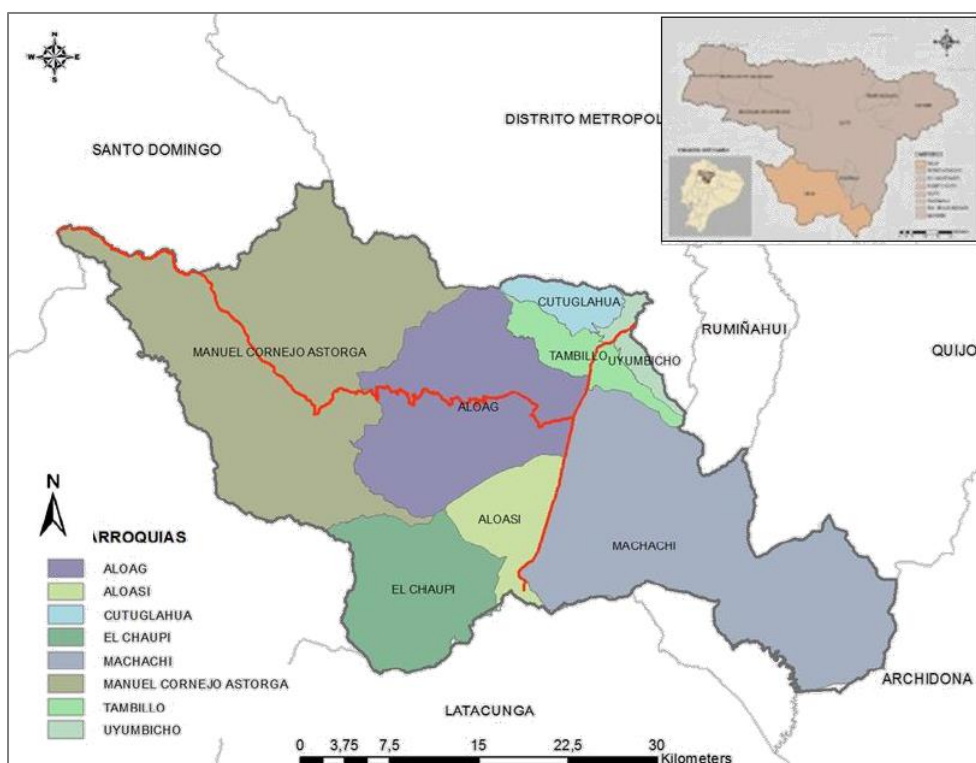 N
W E
S
DISTRITO METROPOL
SANTO DOMINGO
CUTUGLAHUA
RUMIÑAHUI
QUIJO
MANUEL CORNEJO ASTORGA
TAMBILLO
UYUMBICHO
ALOAG
ALOASI
MACHACHI
EL CHAUPI
ARCHIDONA
LATACUNGA
N
ARROQUIAS
ALOAG
ALOASI
CUTUGLAHUA
EL CHAUPI
MACHACHI
MANUEL CORNEJO ASTORGA
TAMBILLO
UYUMBICHO
0 3,75 7,5 15 22,5 30
Kilometers